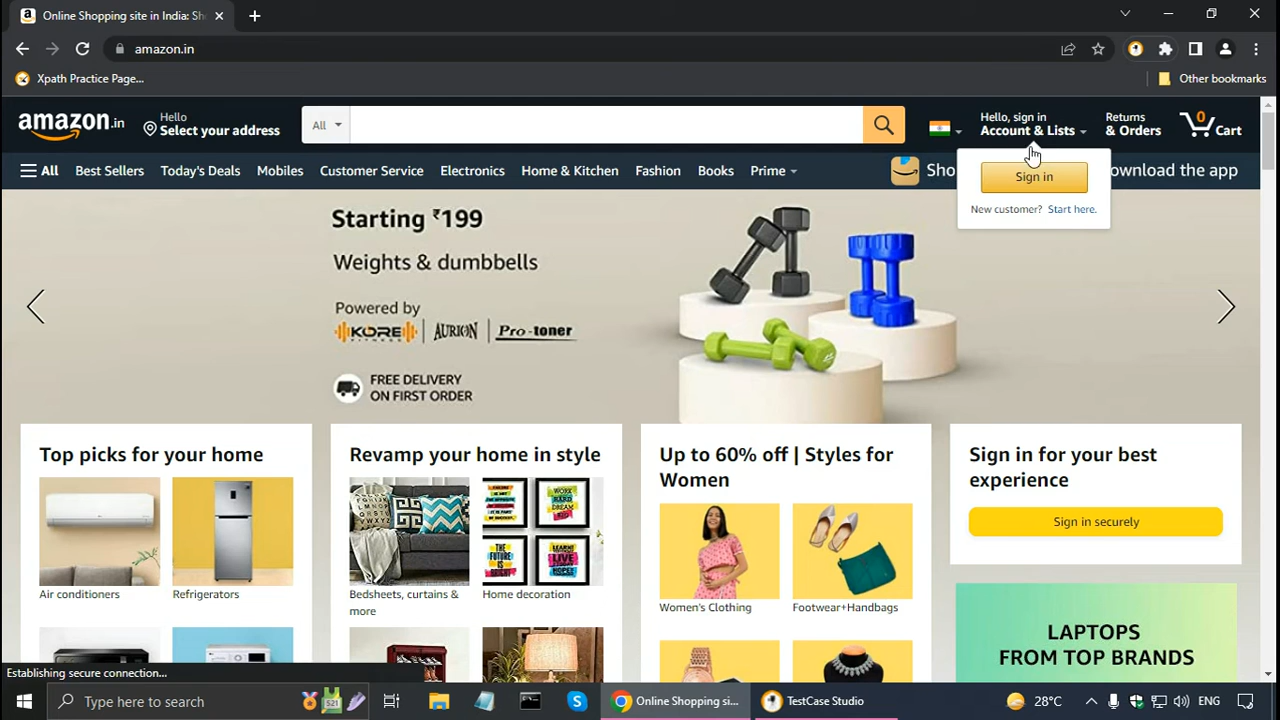 Online Shopping site in India: Sh
amazon.in
Xpath Practice Page...
Other bookmarks
amazon.in
Hello
Select your address
All
Hello, sign in
Account & Lists
Returns
& Orders
0
Cart
All
Best Sellers
Today's Deals
Mobiles
Customer Service
Electronics
Home & Kitchen
Fashion
Books
Prime
Sho
ownload the app
Sign in
New customer? Start here.
Starting ₹199
Weights & dumbbells
Powered by
KORE
AURION
Pro-toner
FREE DELIVERY
ON FIRST ORDER
Top picks for your home
Air conditioners
Refrigerators
Revamp your home in style
Bedsheets, curtains &
more
Home decoration
Up to 60% off | Styles for
Women
Women's Clothing
Footwear+Handbags
Sign in for your best
experience
Sign in securely
LAPTOPS
FROM TOP BRANDS
Establishing secure connection...
Type here to search
Online Shopping si...
TestCase Studio
28°C
ENG